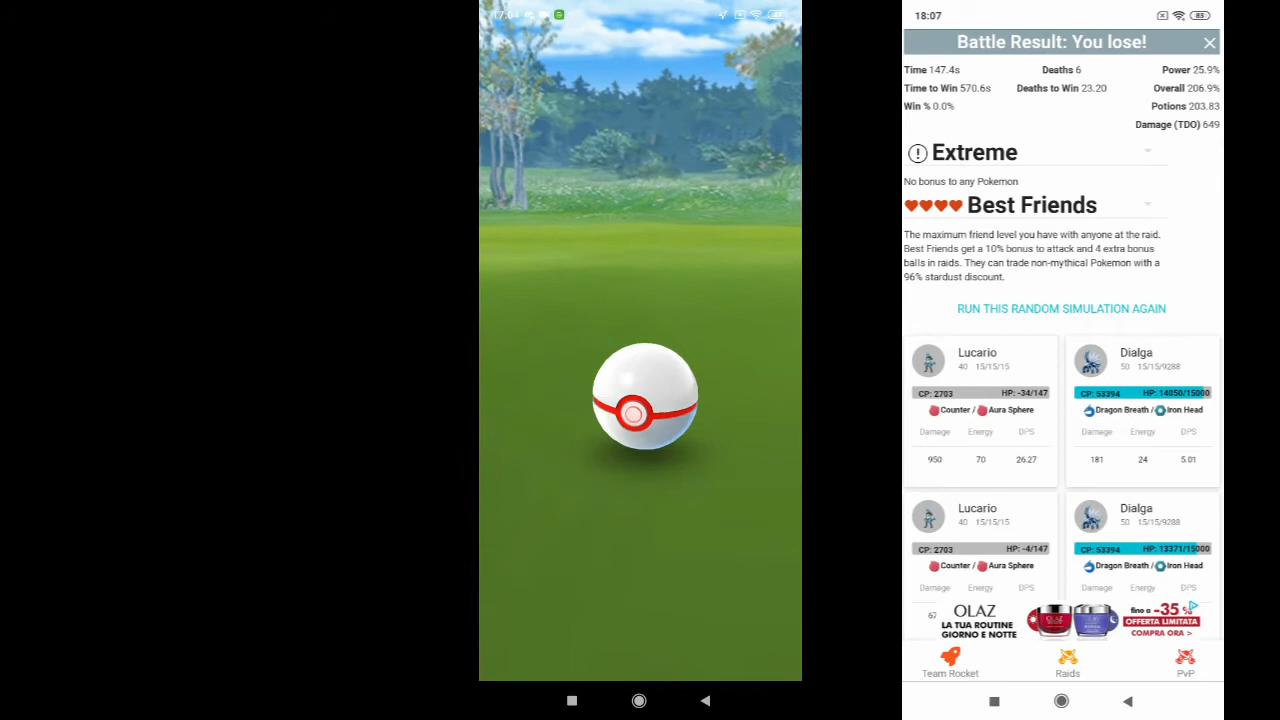 17:04
18:07
85
Battle Result: You lose!
Time 147.4s Deaths 6 Power 25.9%
Time to Win 570.6s Deaths to Win 23.20 Overall 206.9%
Win % 0.0% Potions 203.83
Damage (TDO) 649
Extreme
No bonus to any Pokemon
Best Friends
The maximum friend level you have with anyone at the raid.
Best Friends get a 10% bonus to attack and 4 extra bonus
balls in raids. They can trade non-mythical Pokemon with a
96% stardust discount.
RUN THIS RANDOM SIMULATION AGAIN
Lucario
40 15/15/15
CP: 2703 HP: -34/147
Counter / Aura Sphere
Damage Energy DPS
950 70 26.27
Dialga
50 15/15/9288
CP: 53394 HP: 14050/15000
Dragon Breath / Iron Head
Damage Energy DPS
181 24 5.01
Lucario
40 15/15/15
CP: 2703 HP: -4/147
Counter / Aura Sphere
Damage Energy DPS
67
Dialga
50 15/15/9288
CP: 53394 HP: 13371/15000
Dragon Breath / Iron Head
Damage Energy DPS
OLAZ
LA TUA ROUTINE
GIORNO E NOTTE
fino a -35%
OFFERTA LIMITATA
COMPRA ORA >
Team Rocket Raids PvP